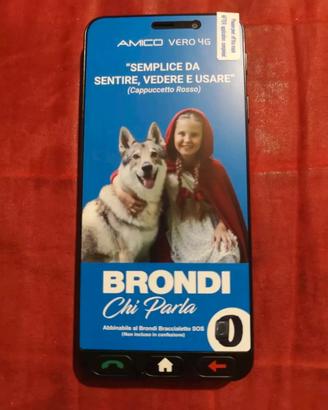 AMICO VERO 4G
"SEMPLICE DA
SENTIRE, VEDERE E USARE"
(Cappuccetto Rosso)
BRONDI
Chi Parla
Abbinabile al Brondi Braccialetto SOS
(Non incluso in confezione)